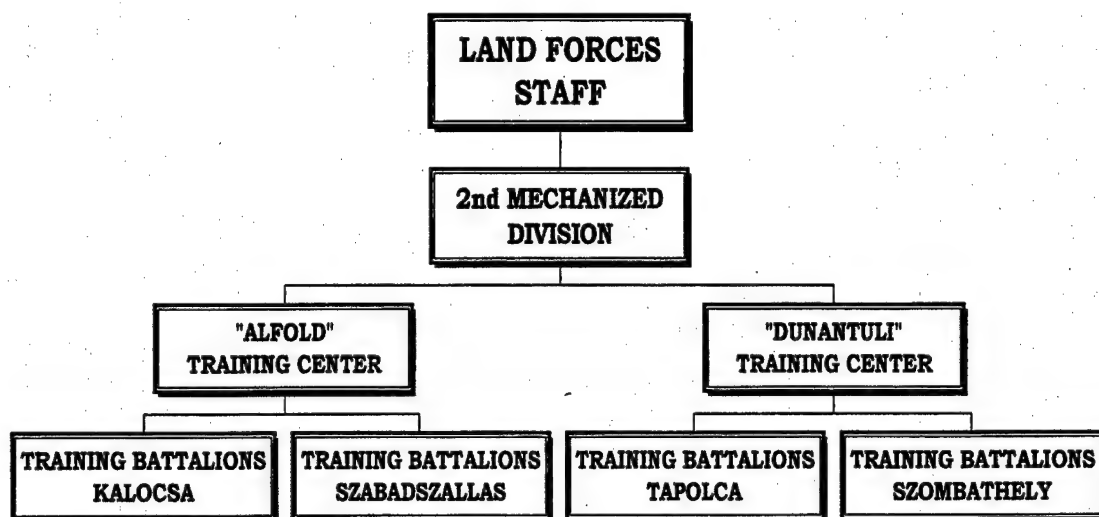 LAND FORCES
STAFF
2nd MECHANIZED
DIVISION
"ALFOLD"
TRAINING CENTER
"DUNANTULI"
TRAINING CENTER
TRAINING BATTALIONS
KALOCSA
TRAINING BATTALIONS
SZABADSZALLAS
TRAINING BATTALIONS
TAPOLCA
TRAINING BATTALIONS
SZOMBATHELY